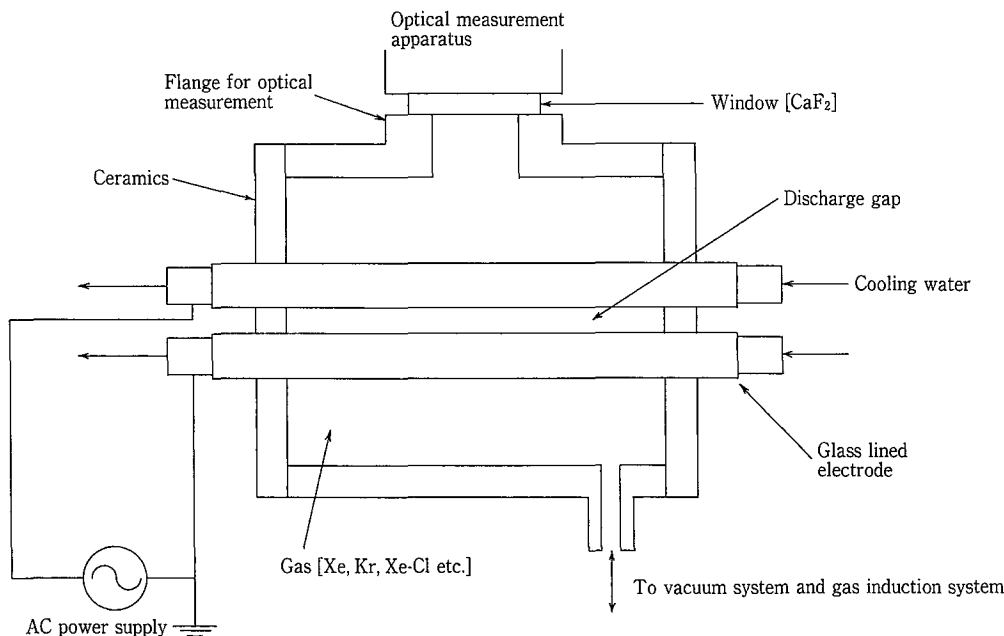 Optical measurement
apparatus
Flange for optical
measurement
Window [CaF₂]
Ceramics
Discharge gap
Cooling water
Glass lined
electrode
Gas [Xe, Kr, Xe-Cl etc.]
To vacuum system and gas induction system
AC power supply